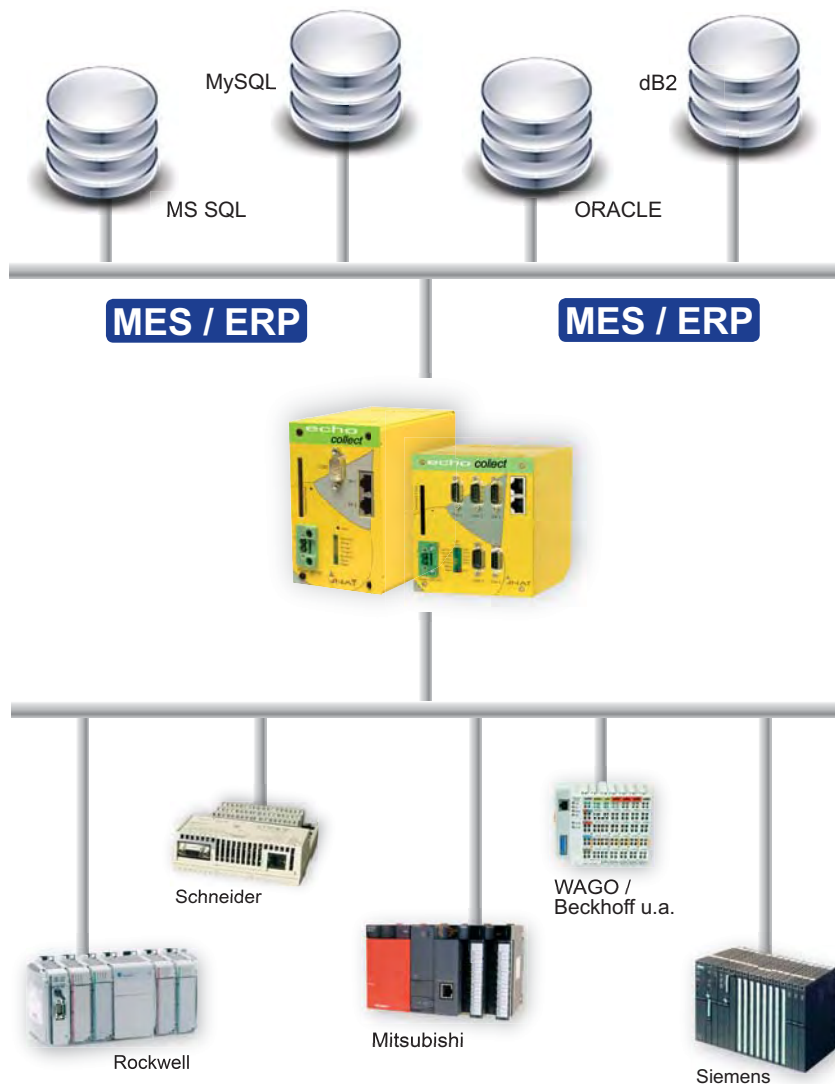 MySQL
dB2
MS SQL
ORACLE
MES / ERP
MES / ERP
echo
collect
echo collect
Schneider
WAGO /
Beckhoff u.a.
Mitsubishi
Rockwell
Siemens